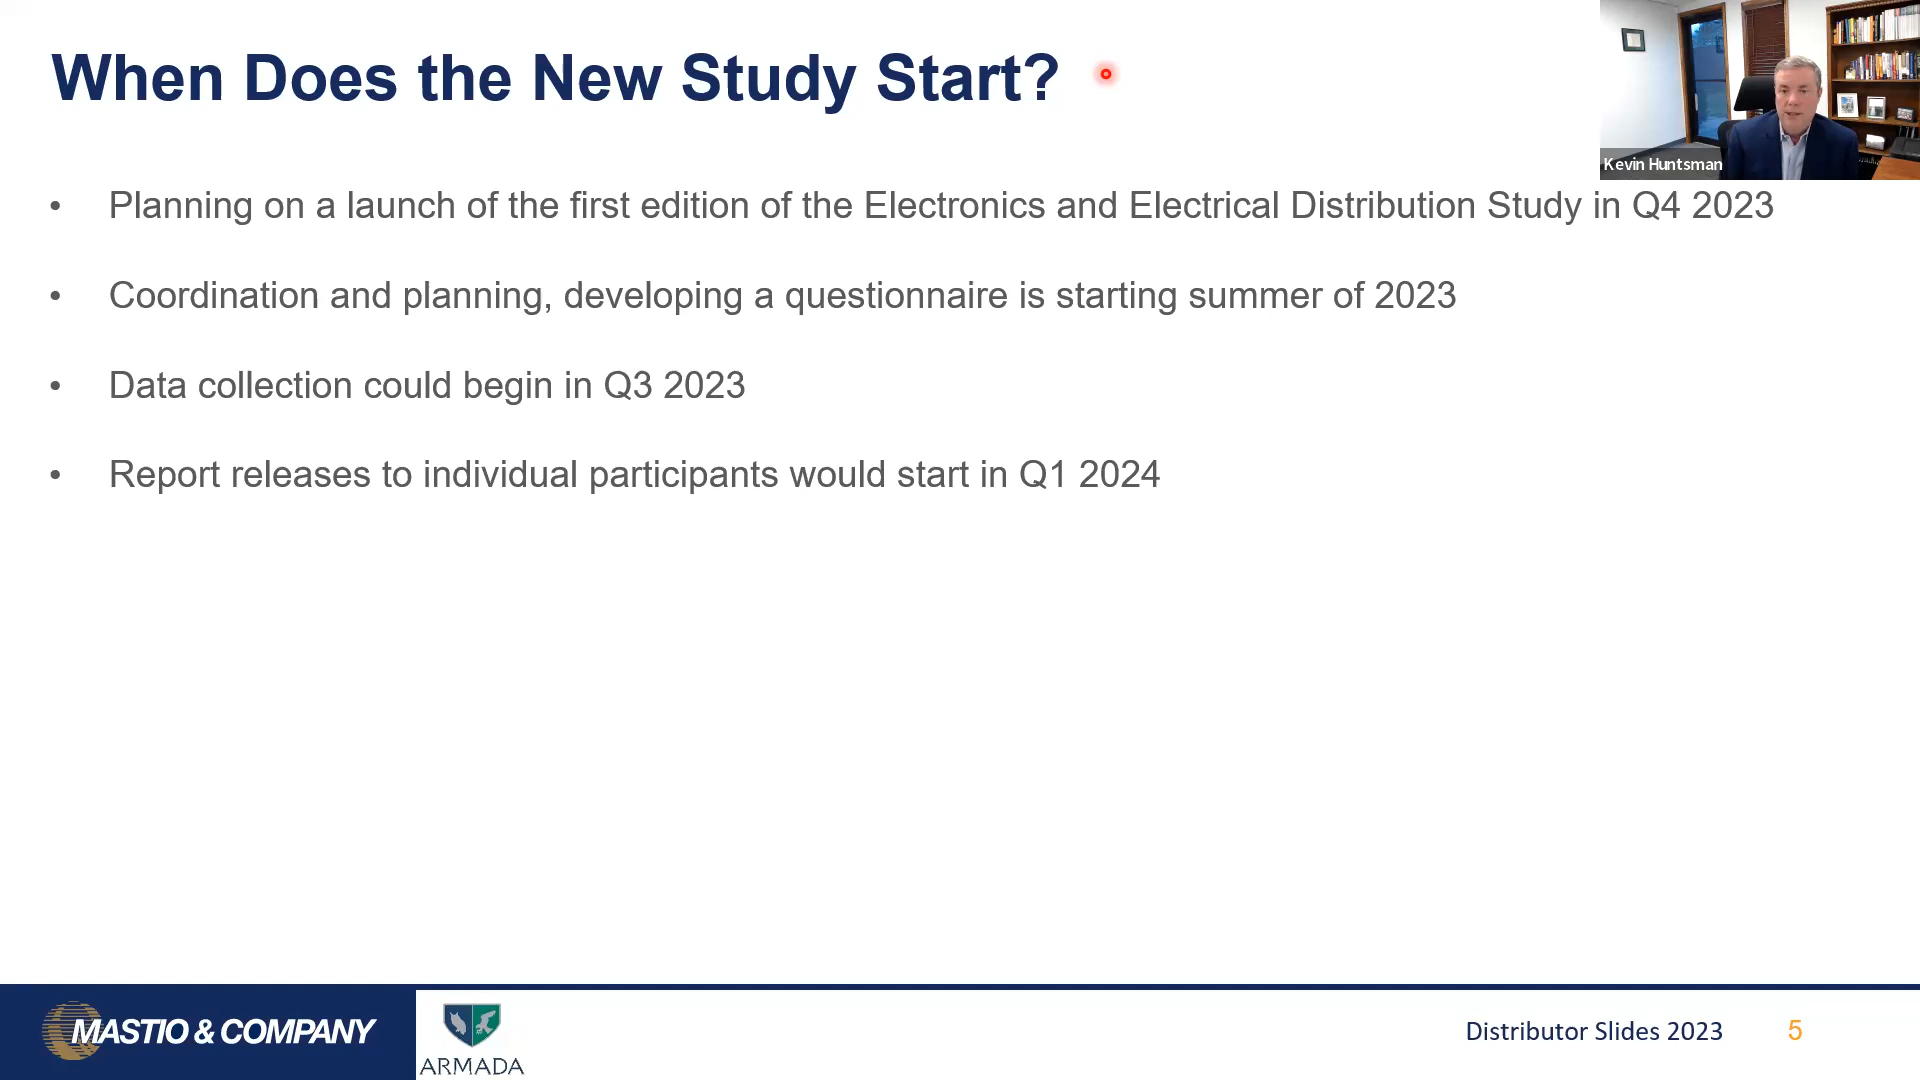 When Does the New Study Start?
Kevin Huntsman
• Planning on a launch of the first edition of the Electronics and Electrical Distribution Study in Q4 2023
• Coordination and planning, developing a questionnaire is starting summer of 2023
• Data collection could begin in Q3 2023
• Report releases to individual participants would start in Q1 2024
MASTIO & COMPANY
ARMADA
Distributor Slides 2023
5